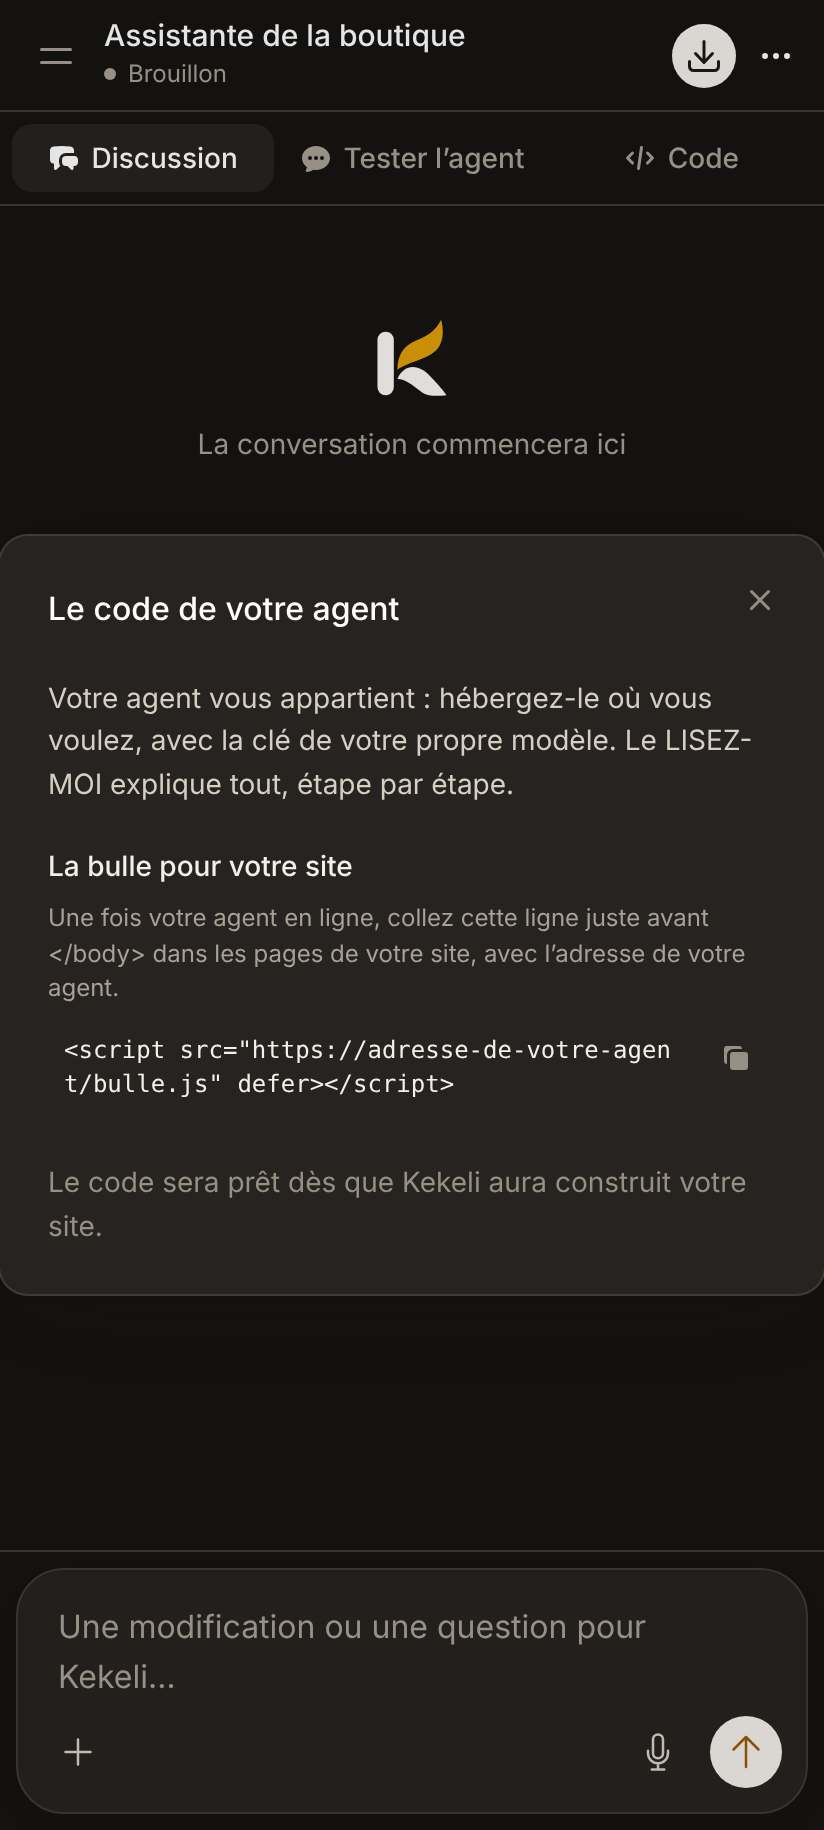 Assistante de la boutique
Brouillon
Discussion
Tester l’agent
Code
La conversation commencera ici
Le code de votre agent
Votre agent vous appartient : hébergez-le où vous
voulez, avec la clé de votre propre modèle. Le LISEZ-
MOI explique tout, étape par étape.
La bulle pour votre site
Une fois votre agent en ligne, collez cette ligne juste avant
</body> dans les pages de votre site, avec l’adresse de votre
agent.
<script src="https://adresse-de-votre-agen
t/bulle.js" defer></script>
Le code sera prêt dès que Kekeli aura construit votre
site.
Une modification ou une question pour
Kekeli...